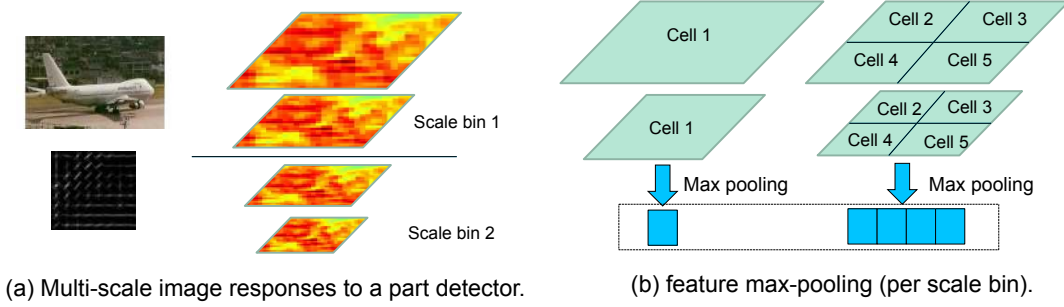 Scale bin 1
Scale bin 2
(a) Multi-scale image responses to a part detector.
Cell 1
Cell 2
Cell 3
Cell 4
Cell 5
Cell 1
Cell 2
Cell 3
Cell 4
Cell 5
Max pooling
Max pooling
(b) feature max-pooling (per scale bin).